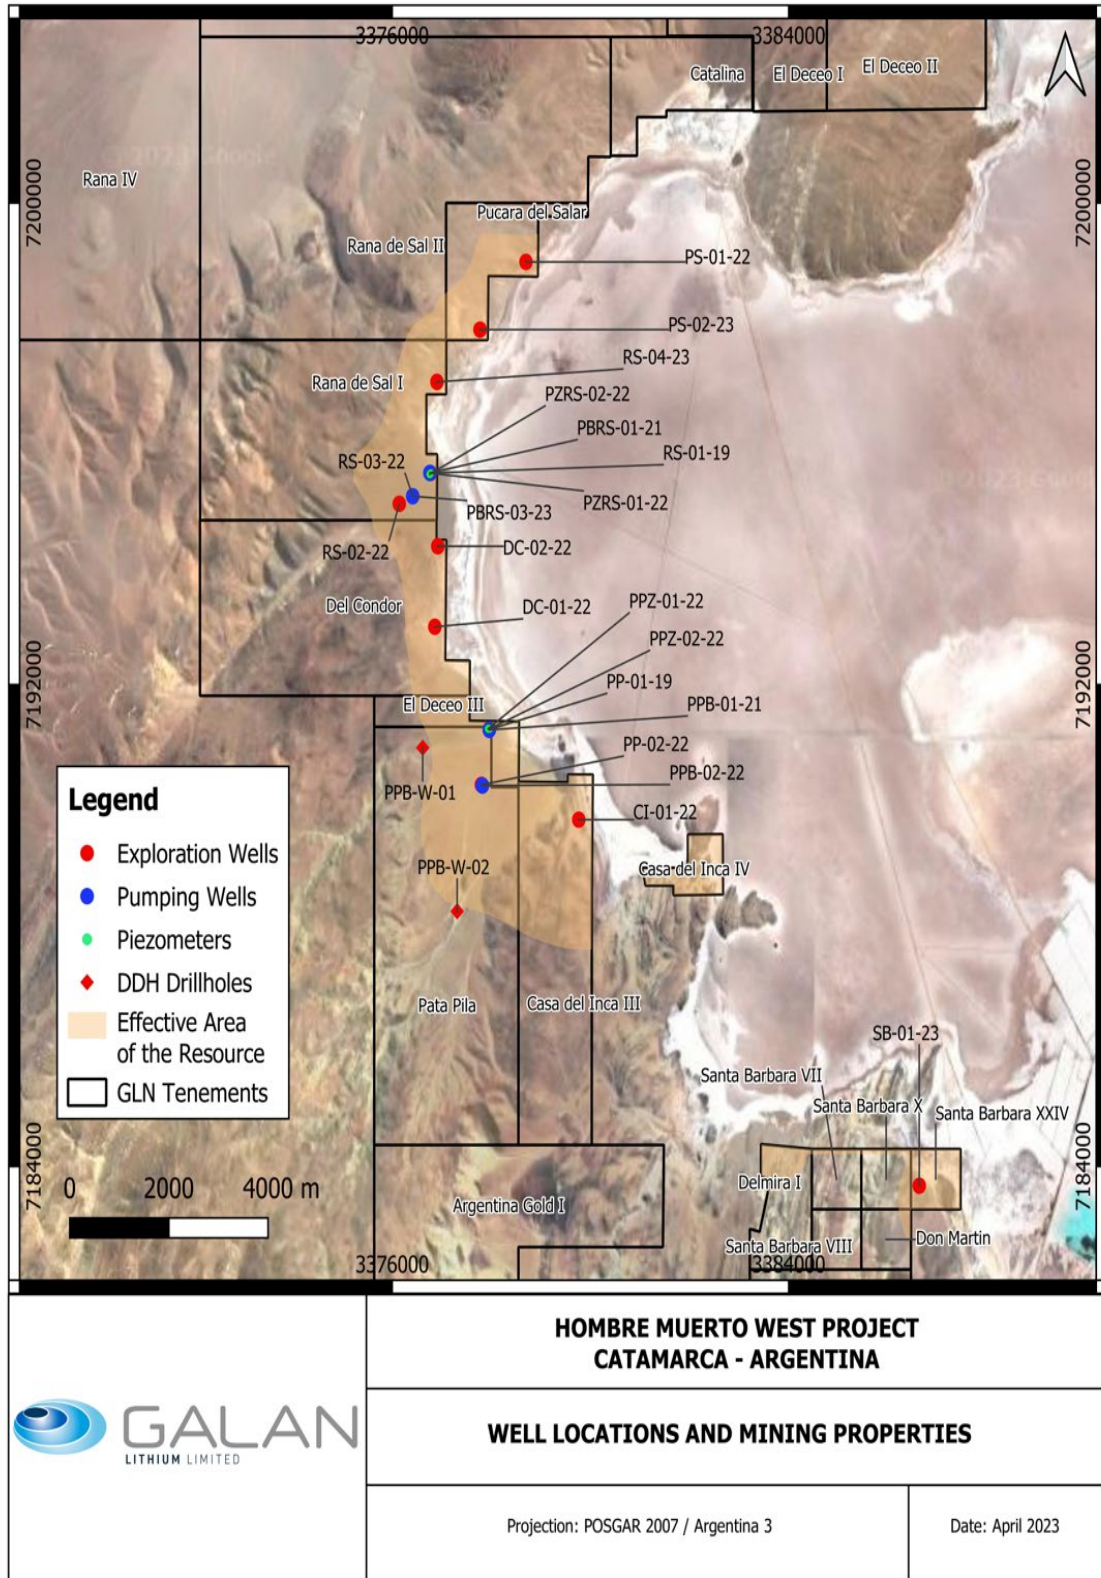 3376000
3384000
Catalina
El Deceo I
El Deceo II
Rana IV
7200000
7200000
Pucara del Salar
Rana de Sal II
PS-01-22
PS-02-23
RS-04-23
Rana de Sal I
PZRS-02-22
PBRS-01-21
RS-01-19
RS-03-22
PZRS-01-22
PBRS-03-23
RS-02-22
DC-02-22
Del Condor
DC-01-22
PPZ-01-22
PPZ-02-22
7192000
7192000
PP-01-19
El Deceo III
PPB-01-21
PP-02-22
PPB-02-22
PPB-W-01
CI-01-22
PPB-W-02
Casa del Inca IV
Legend
Exploration Wells
Pumping Wells
Piezometers
DDH Drillholes
Effective Area
of the Resource
GLN Tenements
Pata Pila
Casa del Inca III
SB-01-23
Santa Barbara VII
Santa Barbara X
Santa Barbara XXIV
7184000
7184000
0 2000 4000 m
Delmira I
Argentina Gold I
Santa Barbara VIII
Don Martin
3376000
3384000
HOMBRE MUERTO WEST PROJECT
CATAMARCA - ARGENTINA
GALAN
LITHIUM LIMITED
WELL LOCATIONS AND MINING PROPERTIES
Projection: POSGAR 2007 / Argentina 3
Date: April 2023